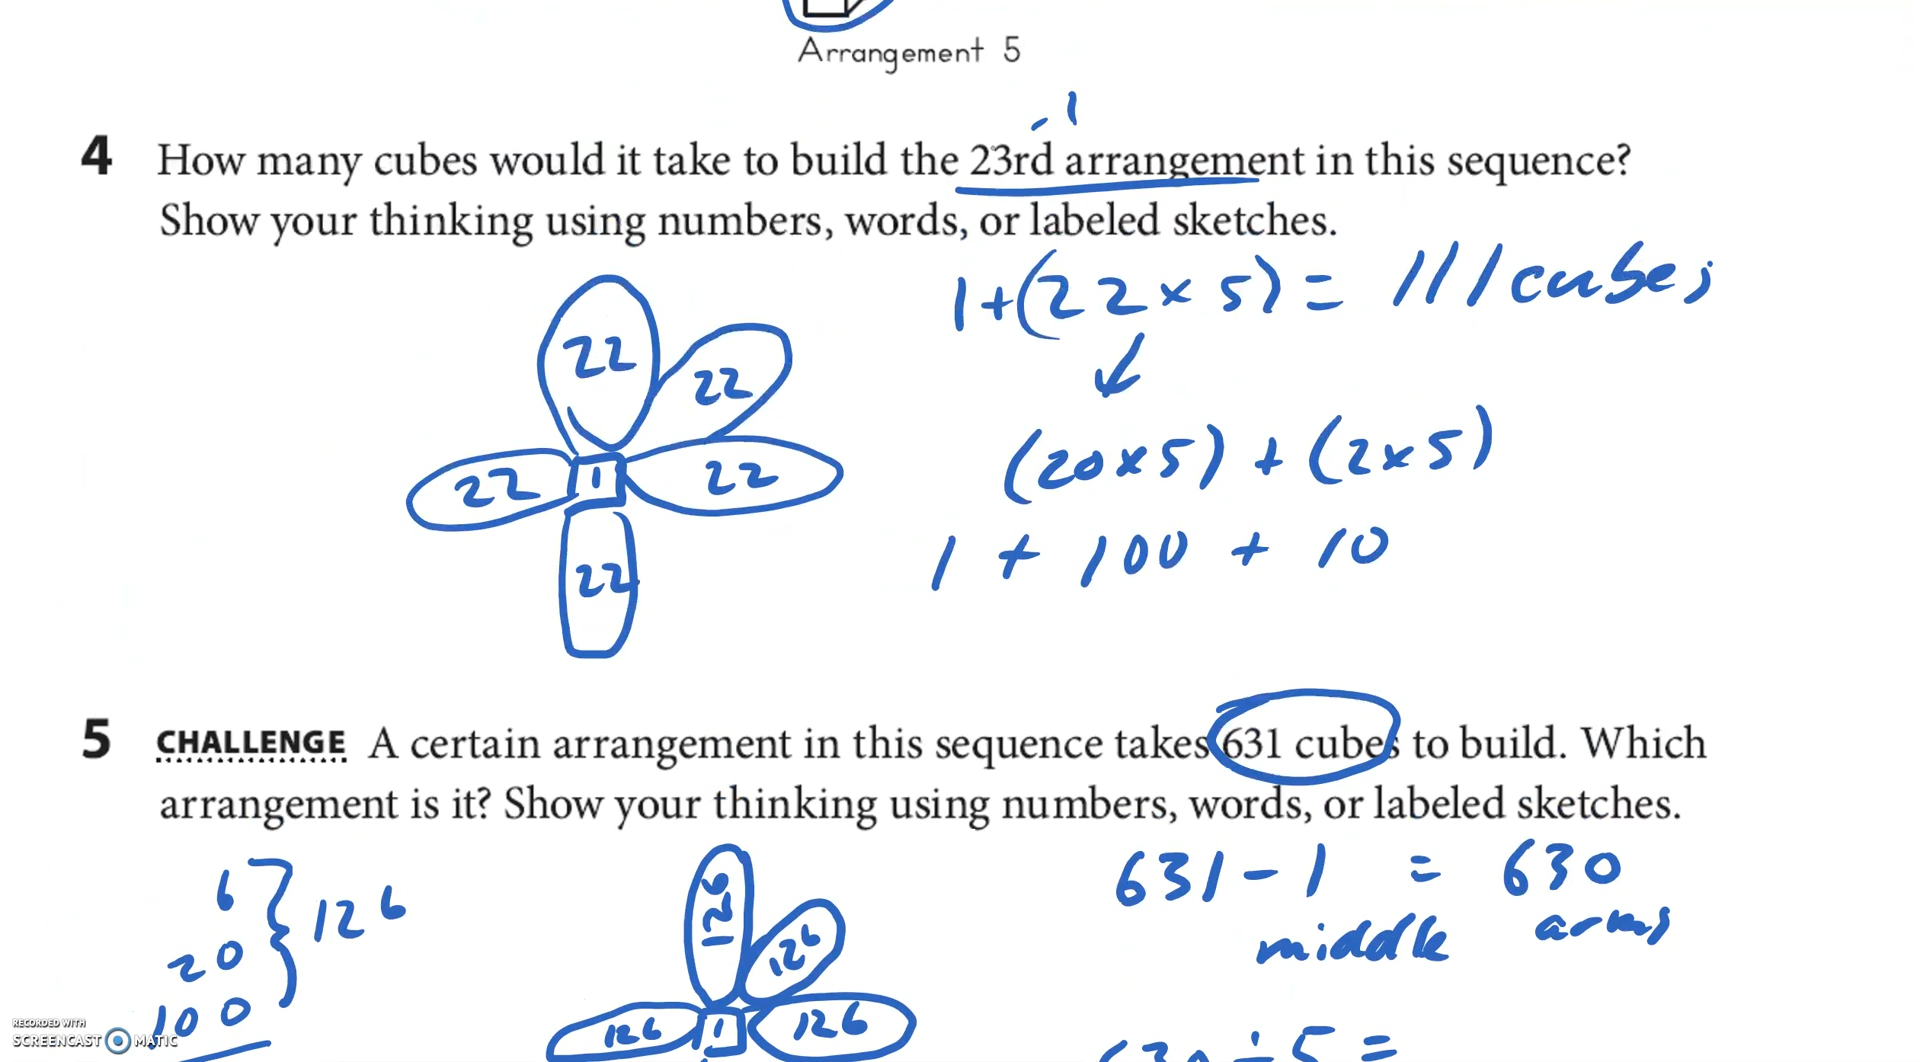 Arrangement 5
- 1
4 How many cubes would it take to build the 23rd arrangement in this sequence?
Show your thinking using numbers, words, or labeled sketches.
1+(22 × 5) = 111 cubes
22
22
(20×5) + (2×5)
22 1 22
1 + 100 + 10
22
5 CHALLENGE A certain arrangement in this sequence takes 631 cubes to build. Which
arrangement is it? Show your thinking using numbers, words, or labeled sketches.
631 - 1 = 630
middle arms
6
20
100
126
126
126
126 1 126
630 ÷ 5 =
RECORDED WITH
SCREENCAST MATIC